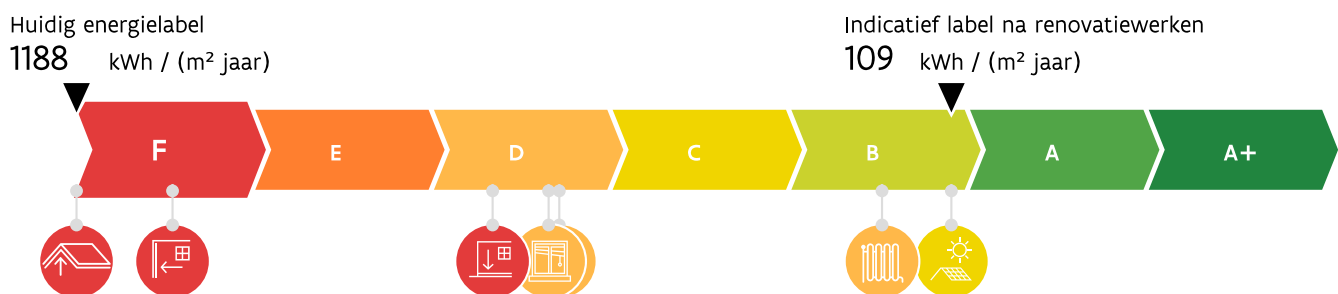 Huidig energielabel
1188 kWh / (m² jaar)
Indicatief label na renovatiewerken
109 kWh / (m² jaar)
F E D C B A A+